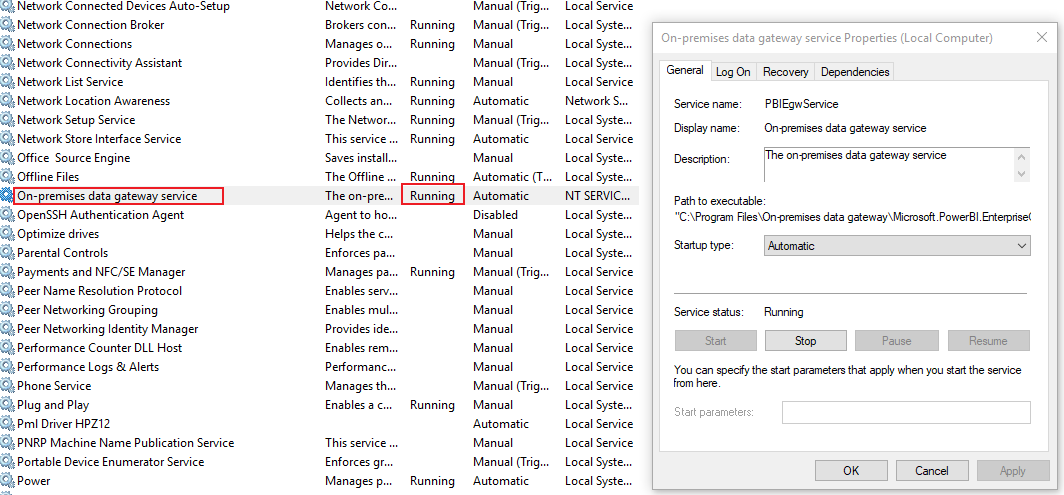 Network Connected Devices Auto-Setup Network Co... Manual (Trig... Local Service
Network Connection Broker Brokers con... Running Manual (Trig... Local Syste...
Network Connections Manages o... Running Manual Local Syste...
Network Connectivity Assistant Provides Dir... Manual (Trig... Local Syste...
Network List Service Identifies th... Running Manual Local Service
Network Location Awareness Collects an... Running Automatic Network S...
Network Setup Service The Networ... Running Manual (Trig... Local Syste...
Network Store Interface Service This service ... Running Automatic Local Service
Office  Source Engine Saves install... Manual Local Syste...
Offline Files The Offline ... Running Automatic (T... Local Syste...
On-premises data gateway service The on-pre... Running Automatic NT SERVIC...
OpenSSH Authentication Agent Agent to ho... Disabled Local Syste...
Optimize drives Helps the c... Manual Local Syste...
Parental Controls Enforces pa... Manual Local Syste...
Payments and NFC/SE Manager Manages pa... Running Manual (Trig... Local Service
Peer Name Resolution Protocol Enables serv... Manual Local Service
Peer Networking Grouping Enables mul... Manual Local Service
Peer Networking Identity Manager Provides ide... Manual Local Service
Performance Counter DLL Host Enables rem... Manual Local Service
Performance Logs & Alerts Performanc... Manual Local Service
Phone Service Manages th... Manual (Trig... Local Service
Plug and Play Enables a c... Running Manual Local Syste...
Pml Driver HPZ12 Automatic Local Service
PNRP Machine Name Publication Service This service ... Manual Local Service
Portable Device Enumerator Service Enforces gr... Manual (Trig... Local Syste...
Power Manages p... Running Automatic Local Syste...
On-premises data gateway service Properties (Local Computer)
General Log On Recovery Dependencies
Service name: PBIEgwService
Display name: On-premises data gateway service
Description: The on-premises data gateway service
Path to executable:
"C:\Program Files\On-premises data gateway\Microsoft.PowerBI.Enterprise
Startup type: Automatic
Service status: Running
Start Stop Pause Resume
You can specify the start parameters that apply when you start the service
from here.
Start parameters:
OK Cancel Apply